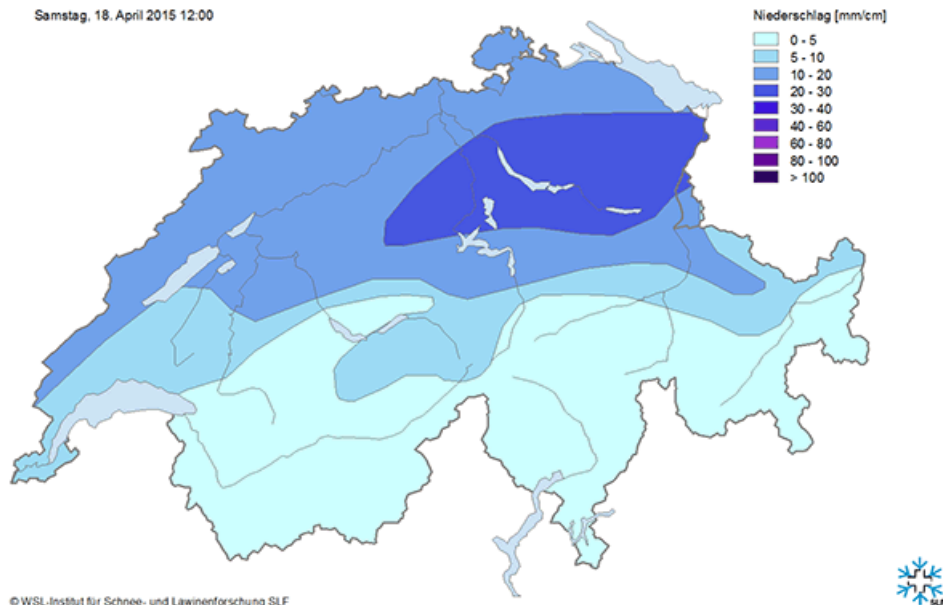 Samstag, 18. April 2015 12:00
Niederschlag [mm/cm]
0 - 5
5 - 10
10 - 20
20 - 30
30 - 40
40 - 60
60 - 80
80 - 100
> 100
© WSL-Institut für Schnee- und Lawinenforschung SLF
SLF